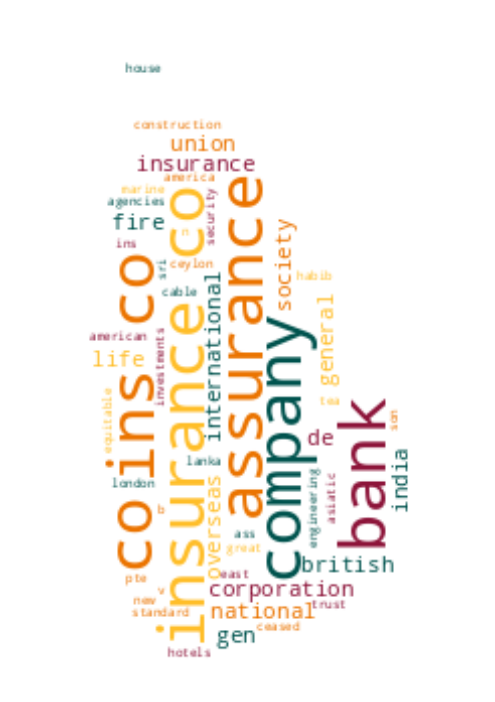 house
construction
union
insurance
america
marine
agencies
security
insurance co
assurance
fire
n
society
ins
co ins co
sri
ceylon
habib
cable
international
general
company
american
investments
life
equitable
tea
bank
son
de
india
lanka
london
overseas
engineering
asiatic
b
ass
great
british
east
pte
corporation
v
new
trust
standard
national
gen
ceased
hotels